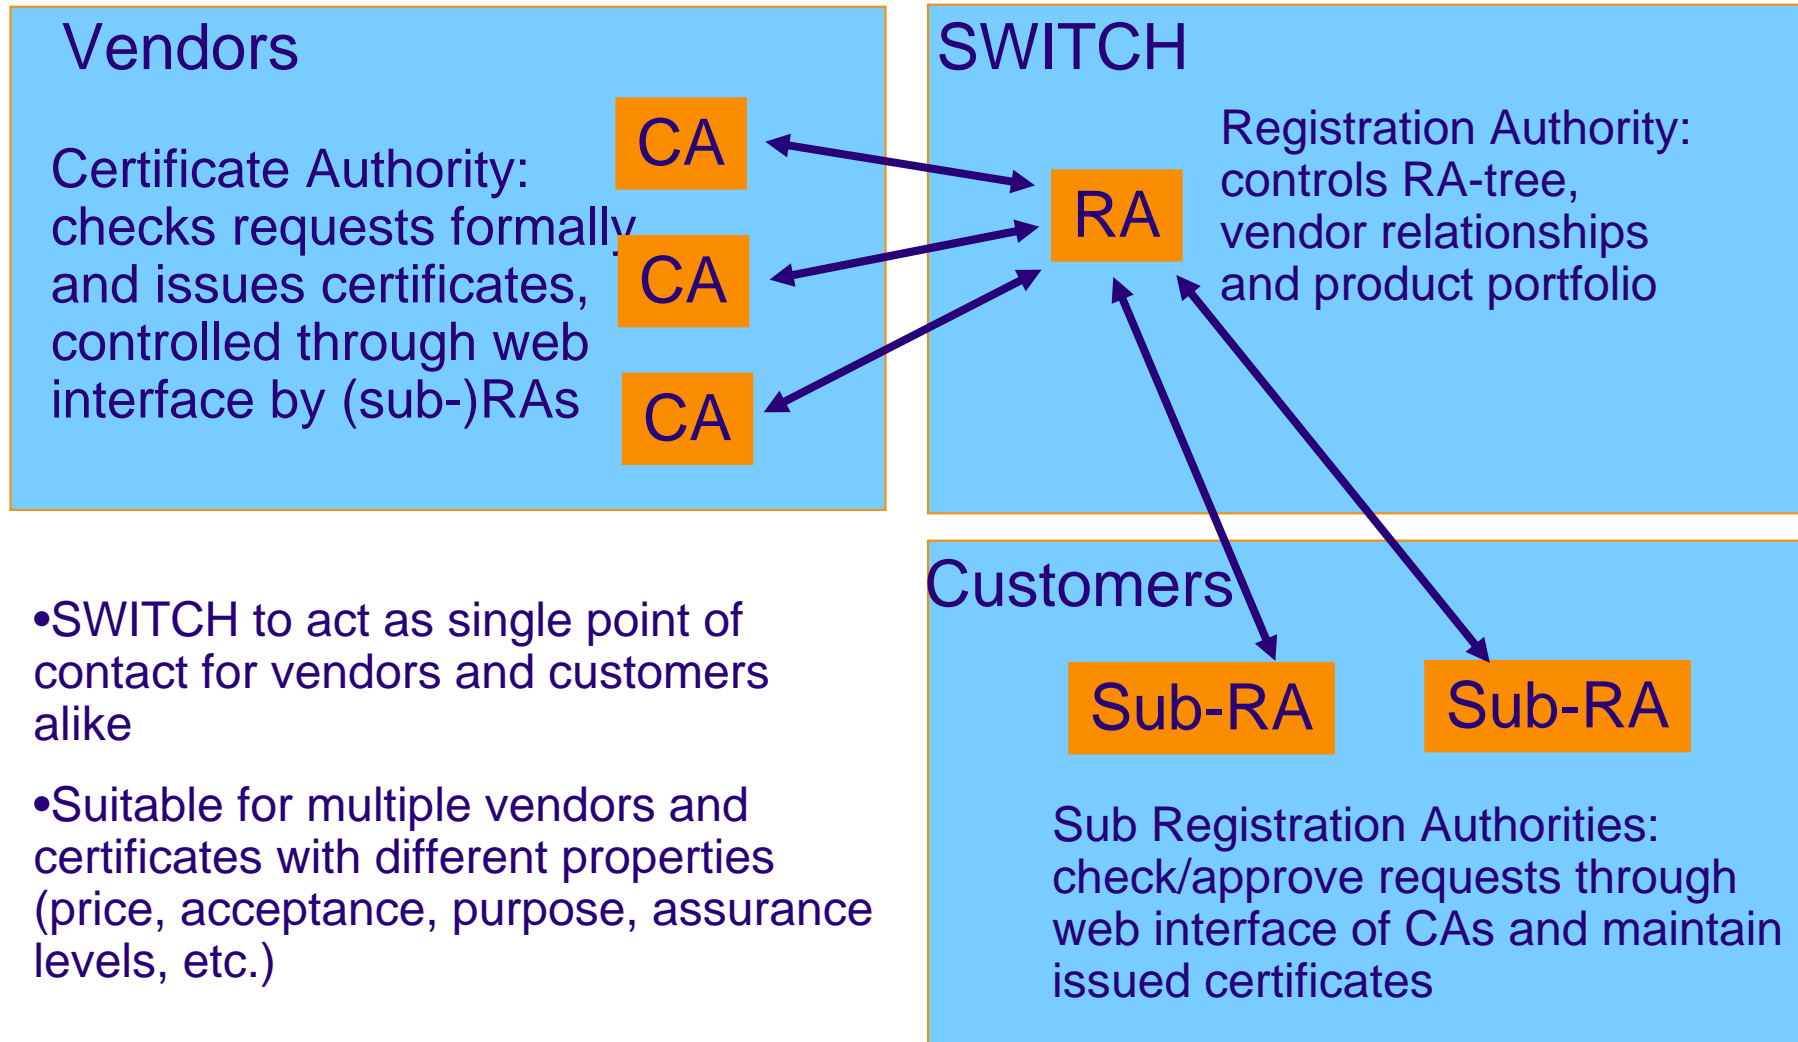 Vendors
Certificate Authority:
checks requests formally
and issues certificates,
controlled through web
interface by (sub-)RAs
CA
CA
CA
SWITCH
RA
Registration Authority:
controls RA-tree,
vendor relationships
and product portfolio
•SWITCH to act as single point of
contact for vendors and customers
alike
•Suitable for multiple vendors and
certificates with different properties
(price, acceptance, purpose, assurance
levels, etc.)
Customers
Sub-RA
Sub-RA
Sub Registration Authorities:
check/approve requests through
web interface of CAs and maintain
issued certificates